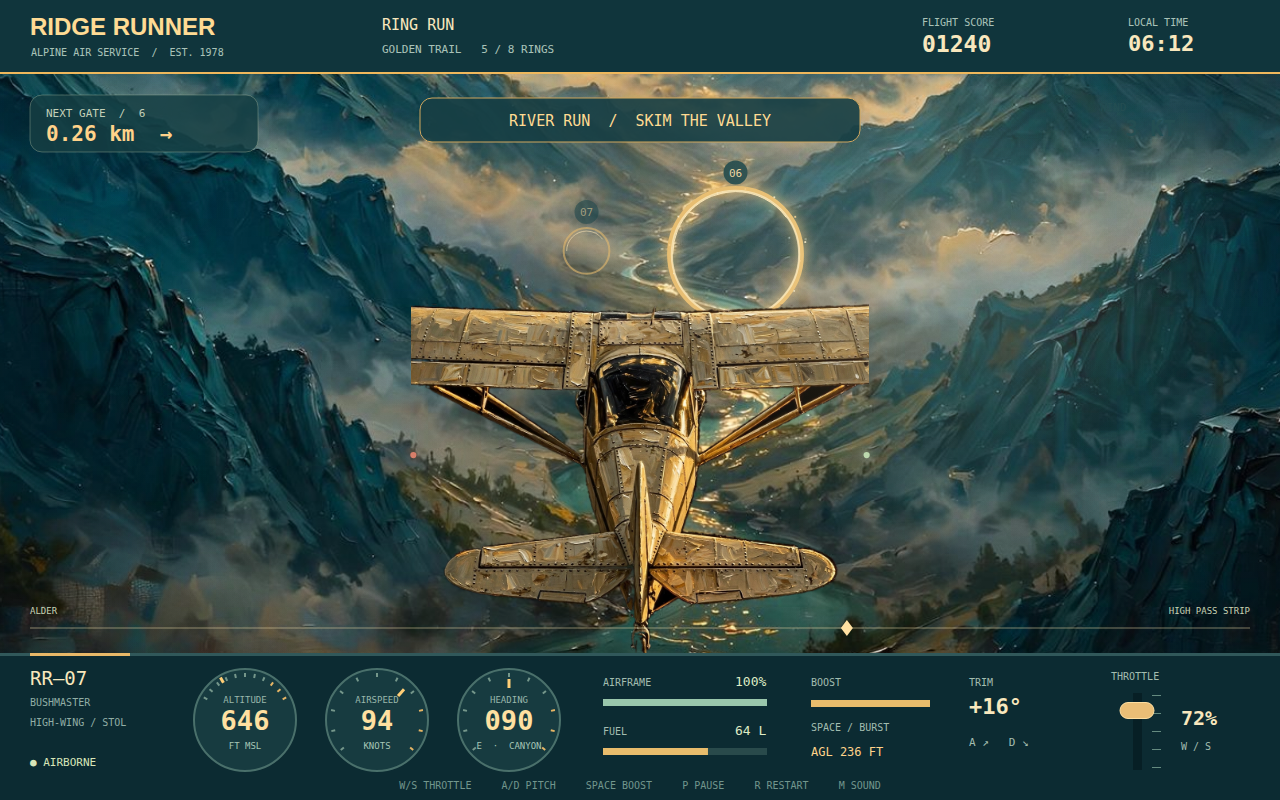 RIDGE RUNNER
ALPINE AIR SERVICE / EST. 1978
RING RUN
GOLDEN TRAIL 5 / 8 RINGS
FLIGHT SCORE
01240
LOCAL TIME
06:12
NEXT GATE / 6
0.26 km →
RIVER RUN / SKIM THE VALLEY
06
07
ALDER
HIGH PASS STRIP
RR—07
BUSHMASTER
HIGH-WING / STOL
● AIRBORNE
ALTITUDE
646
FT MSL
AIRSPEED
94
KNOTS
HEADING
090
E · CANYON
AIRFRAME 100%
FUEL 64 L
BOOST
SPACE / BURST
AGL 236 FT
TRIM
+16°
A ↗ D ↘
THROTTLE
72%
W / S
W/S THROTTLE A/D PITCH SPACE BOOST P PAUSE R RESTART M SOUND